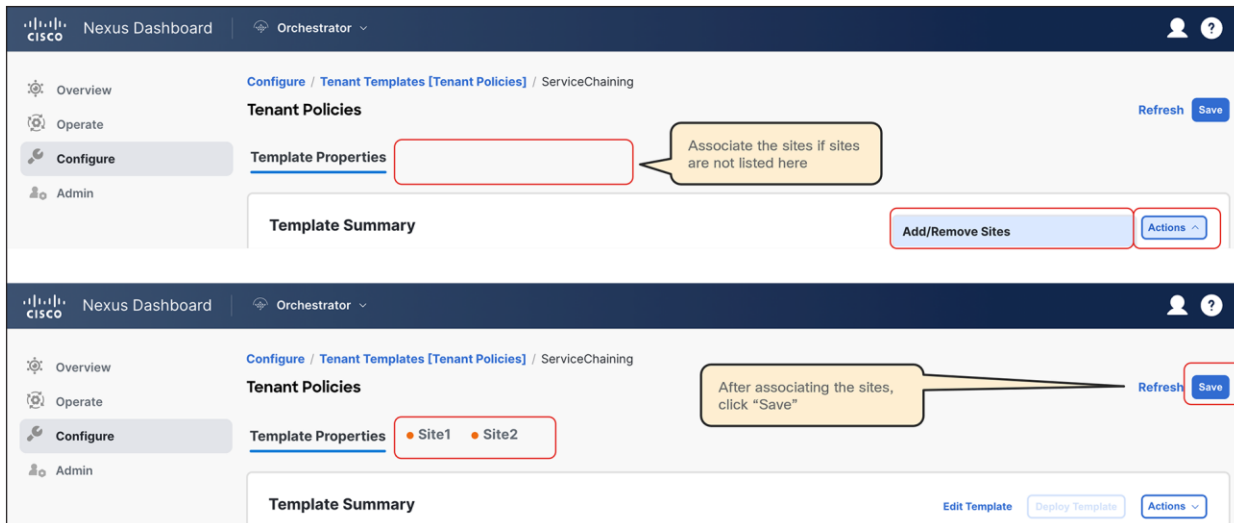 CISCO Nexus Dashboard Orchestrator ?
Configure / Tenant Templates [Tenant Policies] / ServiceChaining
Overview
Tenant Policies
Refresh Save
Operate
Associate the sites if sites
are not listed here
Configure
Template Properties
Admin
Template Summary
Add/Remove Sites
Actions
CISCO Nexus Dashboard Orchestrator ?
Configure / Tenant Templates [Tenant Policies] / ServiceChaining
Overview
Tenant Policies
After associating the sites,
click “Save”
Refresh Save
Operate
Configure
Template Properties Site1 Site2
Admin
Template Summary
Edit Template Deploy Template Actions